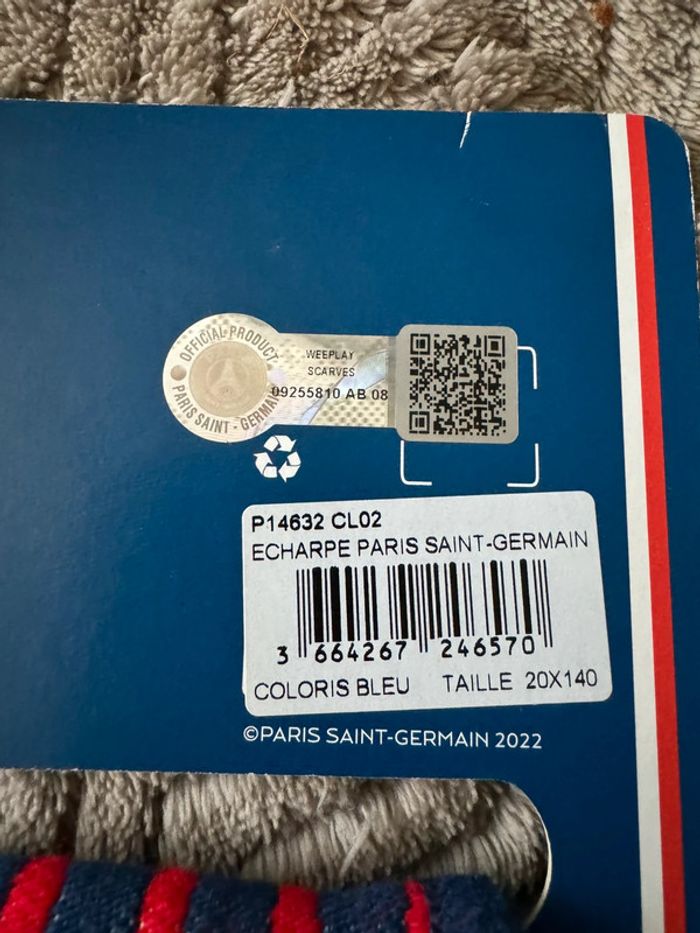 OFFICIAL PRODUCT
PARIS SAINT - GERMAIN
WEEPLAY
SCARVES
09255810 AB 08
P14632 CL02
ECHARPE PARIS SAINT-GERMAIN
3 664267 246570
COLORIS BLEU TAILLE 20X140
©PARIS SAINT-GERMAIN 2022